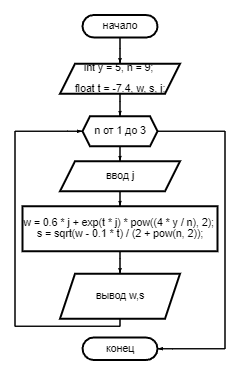 начало
int y = 5, n = 9;
float t = -7.4, w, s, j;
n от 1 до 3
ввод j
w = 0.6 * j + exp(t * j) * pow((4 * y / n), 2);
s = sqrt(w - 0.1 * t) / (2 + pow(n, 2));
вывод w,s
конец